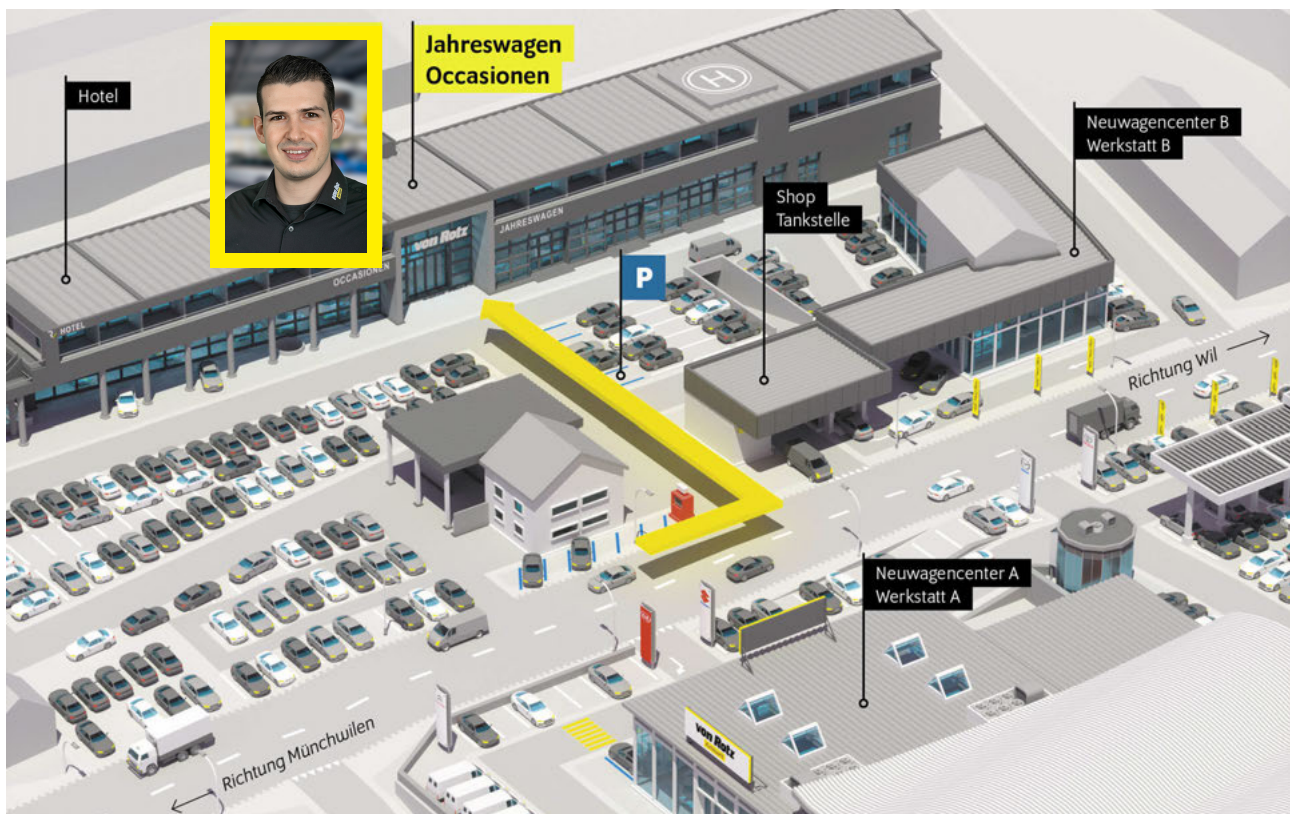 Jahreswagen
Occasionen
Hotel
Neuwagencenter B
Werkstatt B
Shop
Tankstelle
von Rotz
JAHRESWAGEN
OCCASIONEN
P
H
HOTEL
Richtung Wil
Neuwagencenter A
Werkstatt A
von Rotz
Richtung Münchwilen